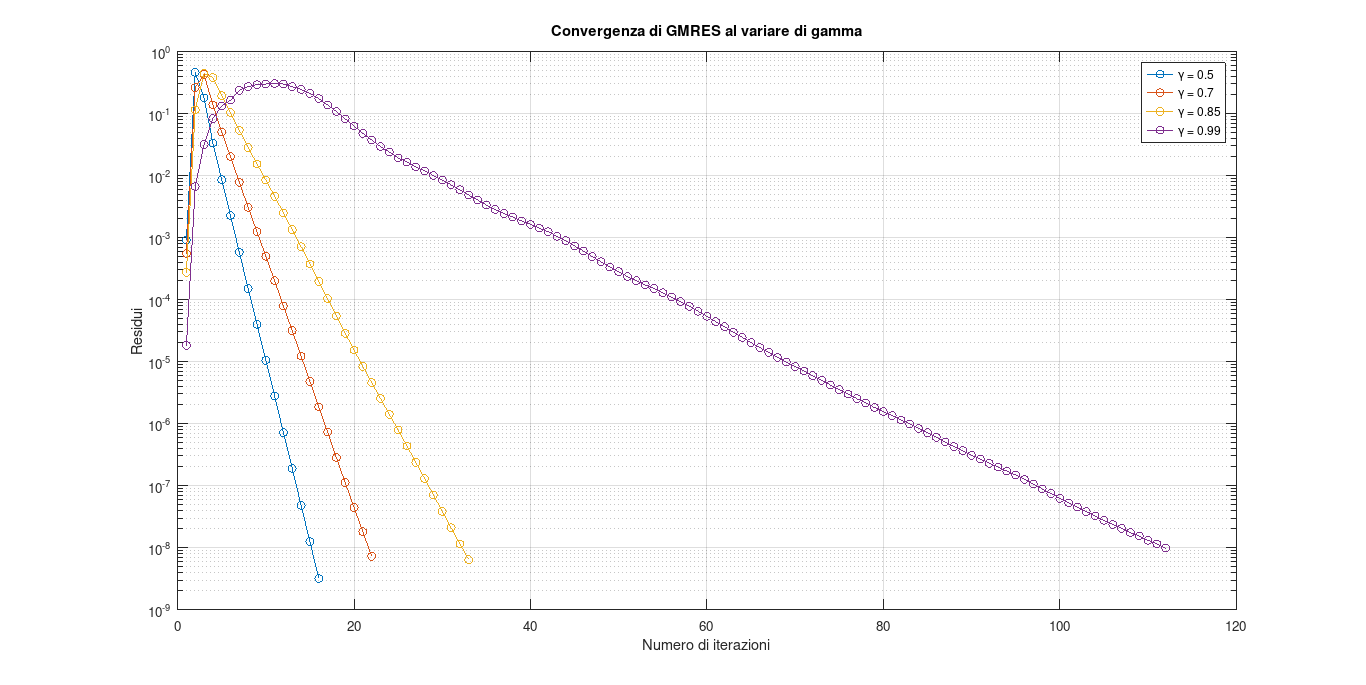 Convergenza di GMRES al variare di gamma
γ = 0.5
γ = 0.7
γ = 0.85
γ = 0.99
10⁰
10⁻¹
10⁻²
10⁻³
10⁻⁴
10⁻⁵
10⁻⁶
10⁻⁷
10⁻⁸
10⁻⁹
Residui
0 20 40 60 80 100 120
Numero di iterazioni